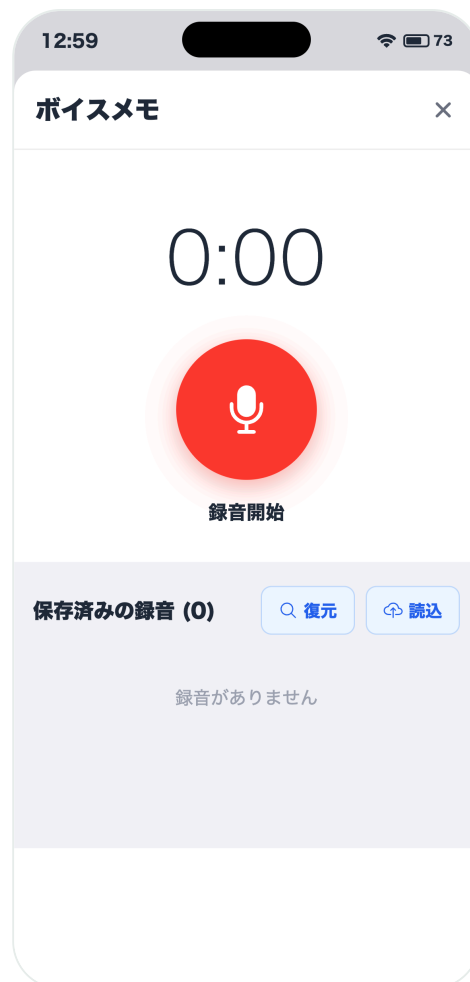 12:59
73
ボイスメモ
0:00
録音開始
保存済みの録音 (0)
復元
読込
録音がありません